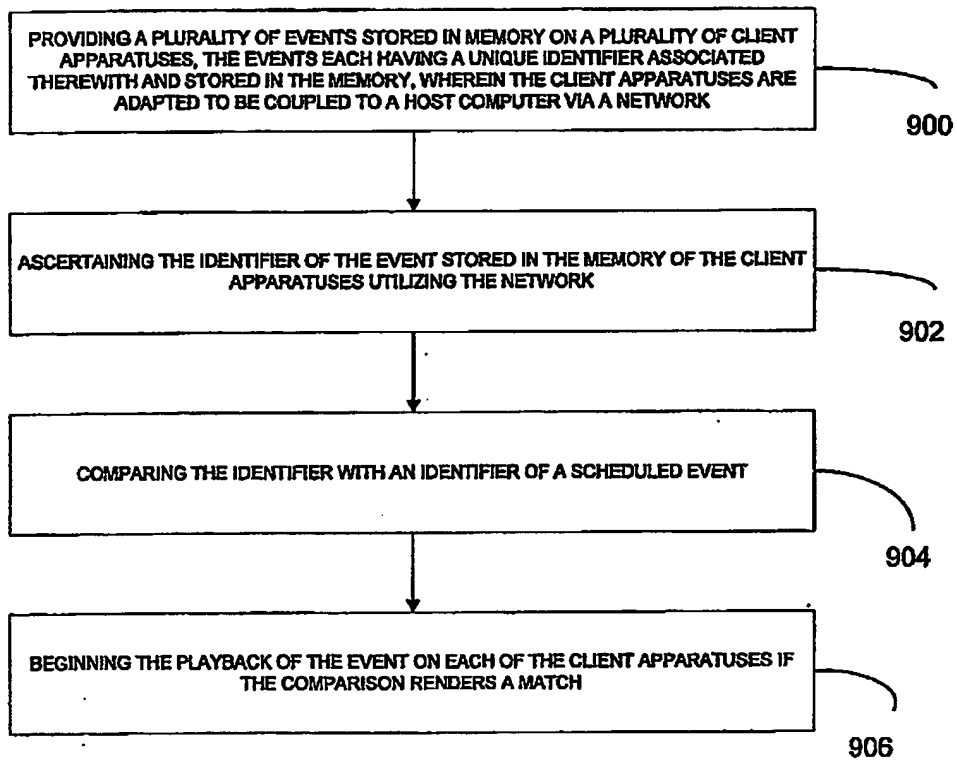 PROVIDING A PLURALITY OF EVENTS STORED IN MEMORY ON A PLURALITY OF CLIENT
APPARATUSES, THE EVENTS EACH HAVING A UNIQUE IDENTIFIER ASSOCIATED
THEREWITH AND STORED IN THE MEMORY, WHEREIN THE CLIENT APPARATUSES ARE
ADAPTED TO BE COUPLED TO A HOST COMPUTER VIA A NETWORK
900
ASCERTAINING THE IDENTIFIER OF THE EVENT STORED IN THE MEMORY OF THE CLIENT
APPARATUSES UTILIZING THE NETWORK
902
COMPARING THE IDENTIFIER WITH AN IDENTIFIER OF A SCHEDULED EVENT
904
BEGINNING THE PLAYBACK OF THE EVENT ON EACH OF THE CLIENT APPARATUSES IF
THE COMPARISON RENDERS A MATCH
906